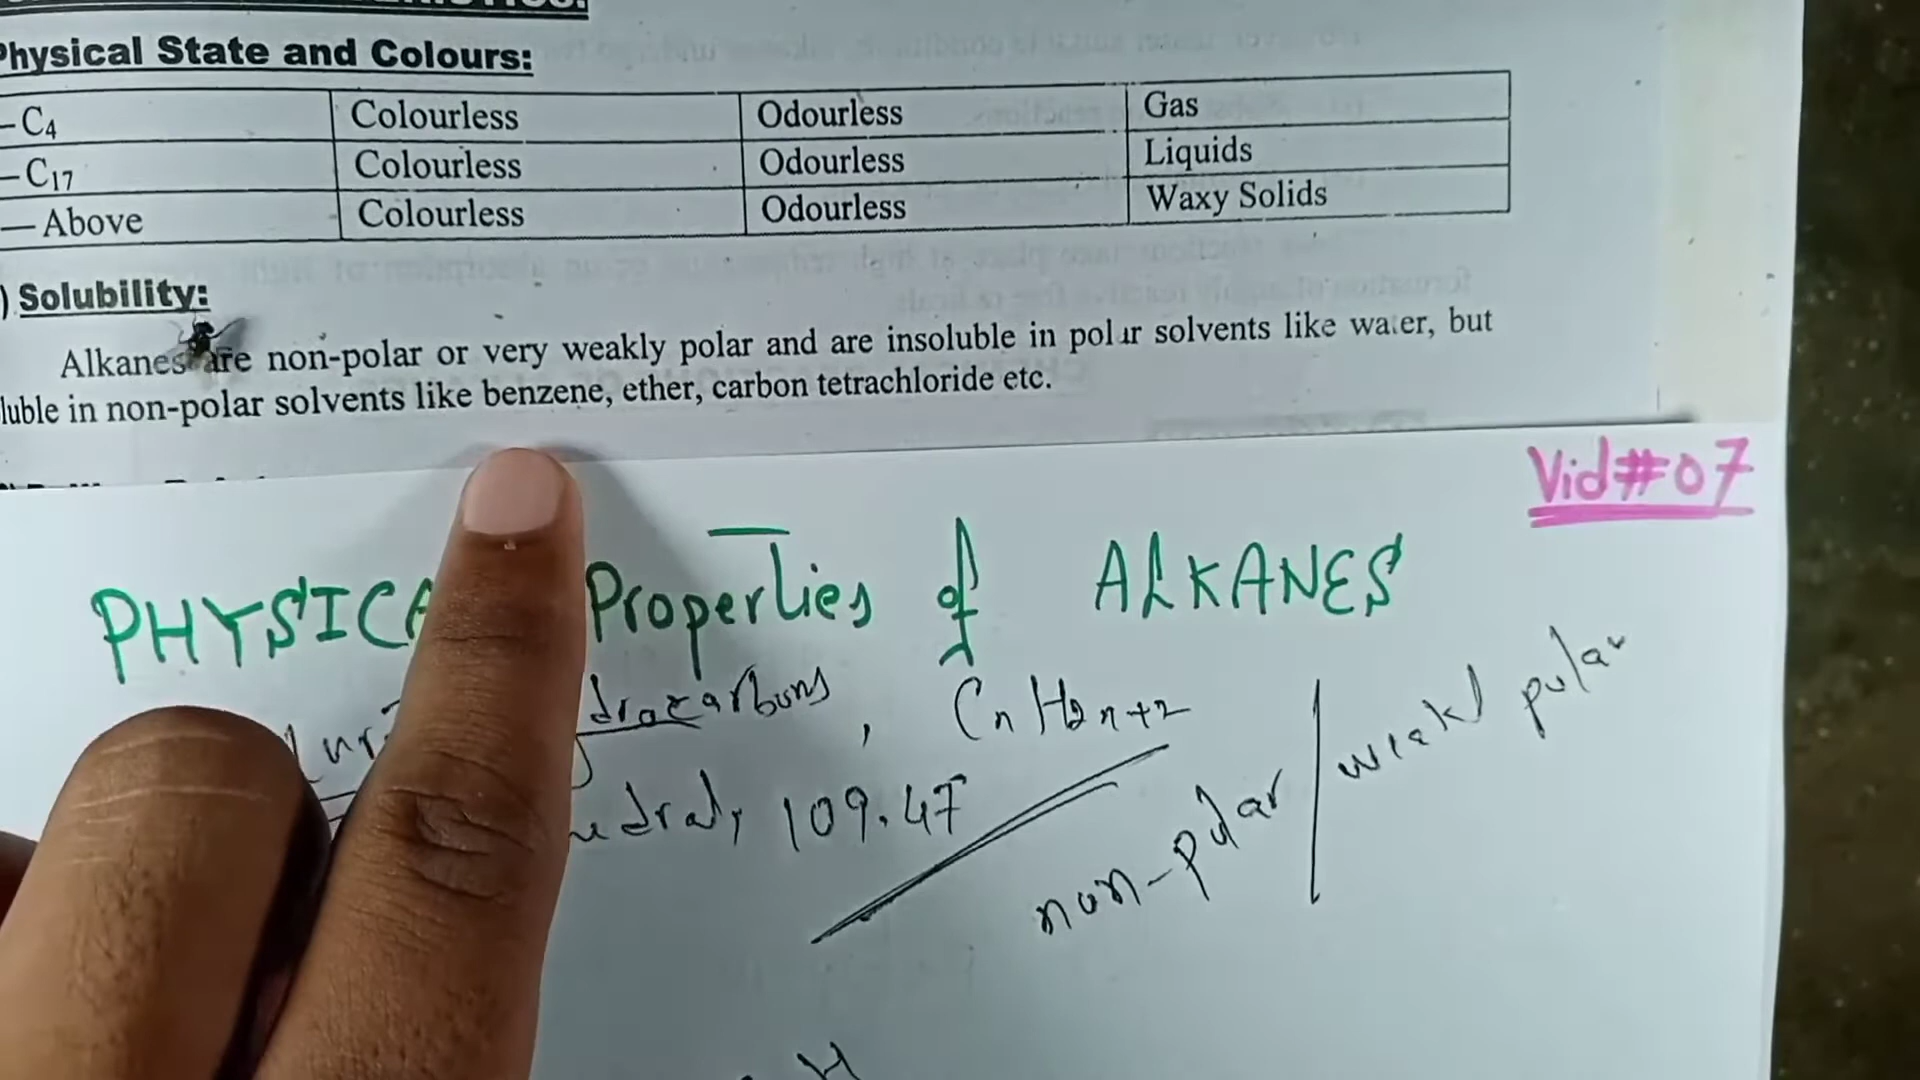 Physical State and Colours:
– C4 Colourless Odourless Gas
– C17 Colourless Odourless Liquids
— Above Colourless Odourless Waxy Solids
) Solubility:
Alkanes are non-polar or very weakly polar and are insoluble in polar solvents like water, but
luble in non-polar solvents like benzene, ether, carbon tetrachloride etc.
Vid#07
PHYSICA Properties of ALKANES
drocarbons, CnH2n+2
edral, 109.47
non-polar / weakl polar
H